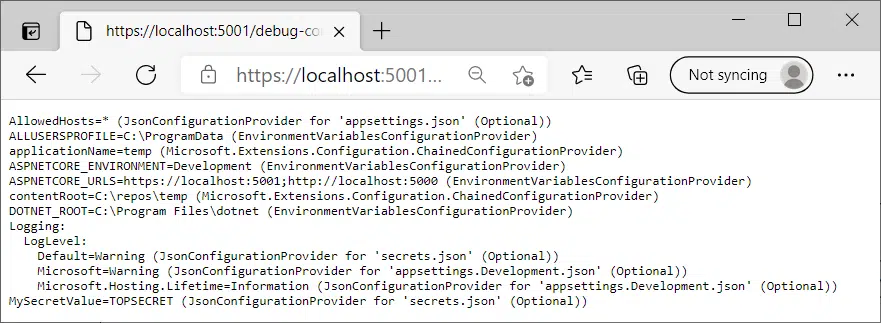 https://localhost:5001/debug-co
https://localhost:5001...
Not syncing
AllowedHosts=* (JsonConfigurationProvider for 'appsettings.json' (Optional))
ALLUSERSPROFILE=C:\ProgramData (EnvironmentVariablesConfigurationProvider)
applicationName=temp (Microsoft.Extensions.Configuration.ChainedConfigurationProvider)
ASPNETCORE_ENVIRONMENT=Development (EnvironmentVariablesConfigurationProvider)
ASPNETCORE_URLS=https://localhost:5001;http://localhost:5000 (EnvironmentVariablesConfigurationProvider)
contentRoot=C:\repos\temp (Microsoft.Extensions.Configuration.ChainedConfigurationProvider)
DOTNET_ROOT=C:\Program Files\dotnet (EnvironmentVariablesConfigurationProvider)
Logging:
  LogLevel:
    Default=Warning (JsonConfigurationProvider for 'secrets.json' (Optional))
    Microsoft=Warning (JsonConfigurationProvider for 'appsettings.Development.json' (Optional))
    Microsoft.Hosting.Lifetime=Information (JsonConfigurationProvider for 'appsettings.Development.json' (Optional))
MySecretValue=TOPSECRET (JsonConfigurationProvider for 'secrets.json' (Optional))